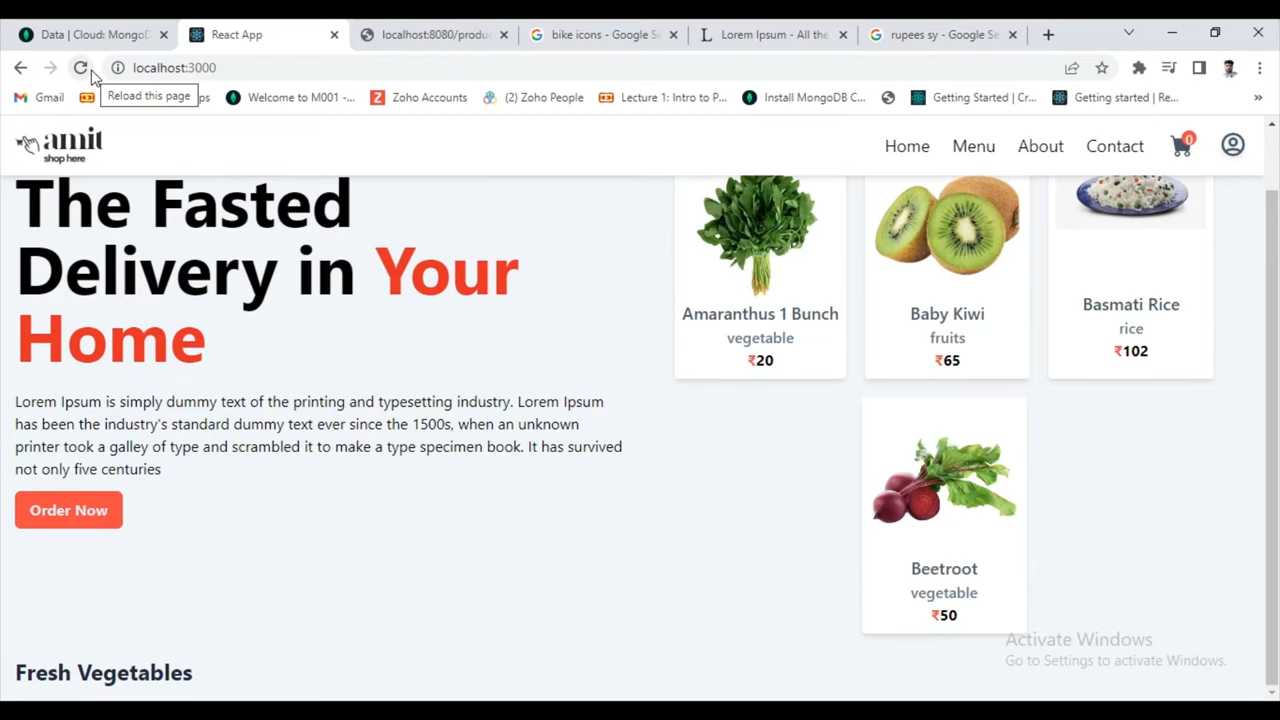 Data | Cloud: MongoD
React App
localhost:8080/produ
bike icons - Google Se
Lorem Ipsum - All the
rupees sy - Google Se
localhost:3000
Reload this page
Gmail
ps
Welcome to M001 -...
Zoho Accounts
(2) Zoho People
Lecture 1: Intro to P...
Install MongoDB C...
Getting Started | Cr...
Getting started | Re...
»
amit
shop here
Home
Menu
About
Contact
0
The Fasted
Delivery in Your
Home
Lorem Ipsum is simply dummy text of the printing and typesetting industry. Lorem Ipsum
has been the industry's standard dummy text ever since the 1500s, when an unknown
printer took a galley of type and scrambled it to make a type specimen book. It has survived
not only five centuries
Order Now
Amaranthus 1 Bunch
vegetable
₹20
Baby Kiwi
fruits
₹65
Basmati Rice
rice
₹102
Beetroot
vegetable
₹50
Fresh Vegetables
Activate Windows
Go to Settings to activate Windows.